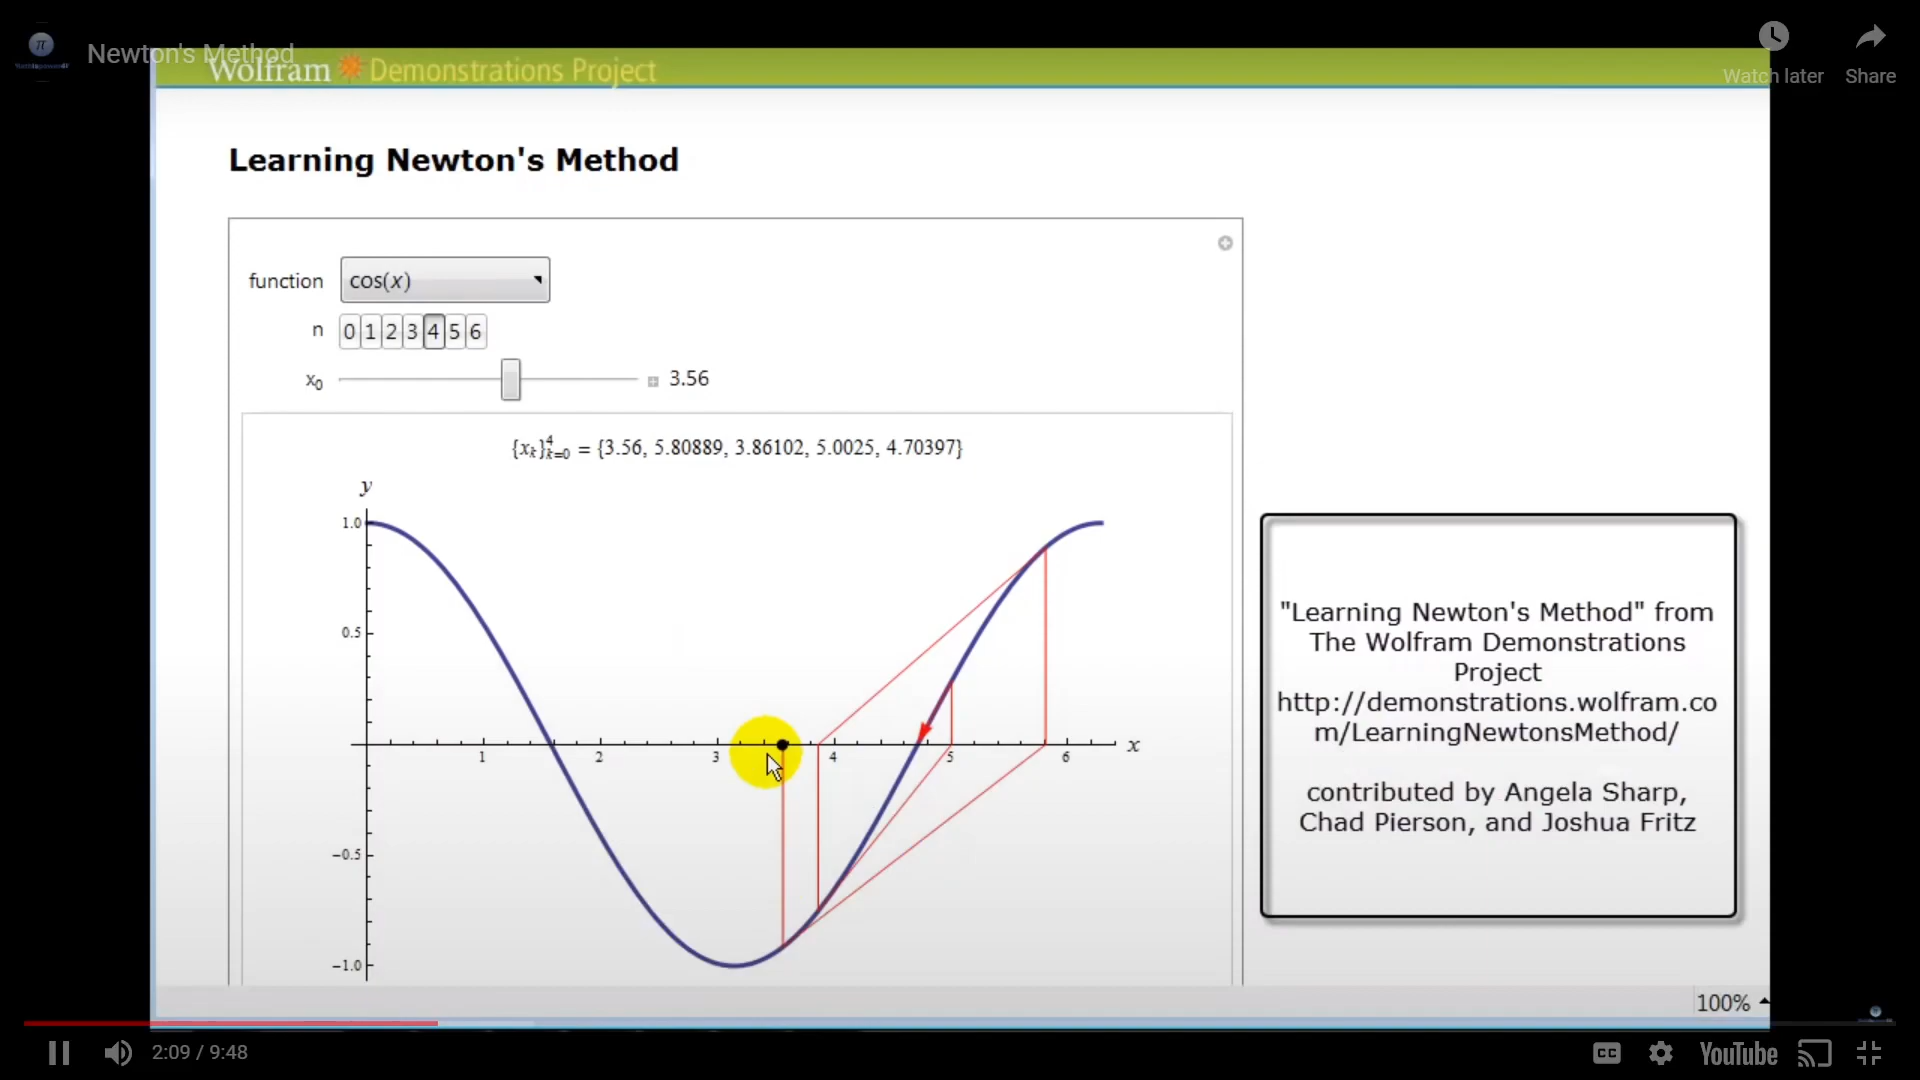 Newton's Method
Watch later
Share
Wolfram Demonstrations Project
Learning Newton's Method
function cos(x)
n 0 1 2 3 4 5 6
x₀ 3.56
{xₖ}⁴ₖ₌₀ = {3.56, 5.80889, 3.86102, 5.0025, 4.70397}
y
1.0
0.5
1 2 3 4 5 6 x
−0.5
−1.0
"Learning Newton's Method" from
The Wolfram Demonstrations
Project
http://demonstrations.wolfram.co
m/LearningNewtonsMethod/
contributed by Angela Sharp,
Chad Pierson, and Joshua Fritz
100%
2:09 / 9:48
CC
YouTube